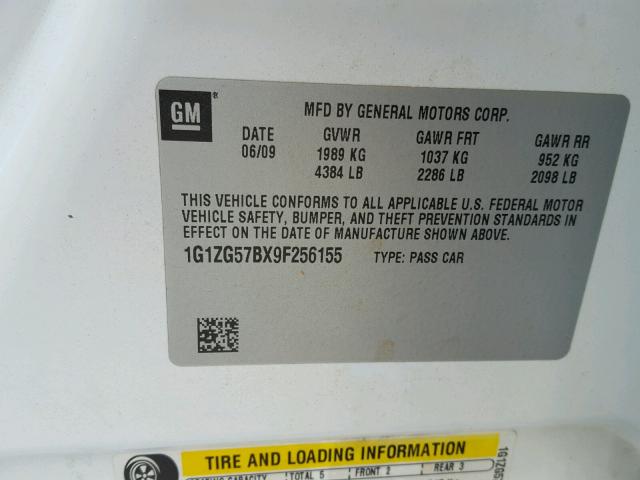 GM
MFD BY GENERAL MOTORS CORP.
DATE GVWR GAWR FRT GAWR RR
06/09 1989 KG 1037 KG 952 KG
4384 LB 2286 LB 2098 LB
THIS VEHICLE CONFORMS TO ALL APPLICABLE U.S. FEDERAL MOTOR
VEHICLE SAFETY, BUMPER, AND THEFT PREVENTION STANDARDS IN
EFFECT ON THE DATE OF MANUFACTURE SHOWN ABOVE.
1G1ZG57BX9F256155 TYPE: PASS CAR
TIRE AND LOADING INFORMATION
SEATING CAPACITY TOTAL 5 FRONT 2 REAR 3
1G1ZG5